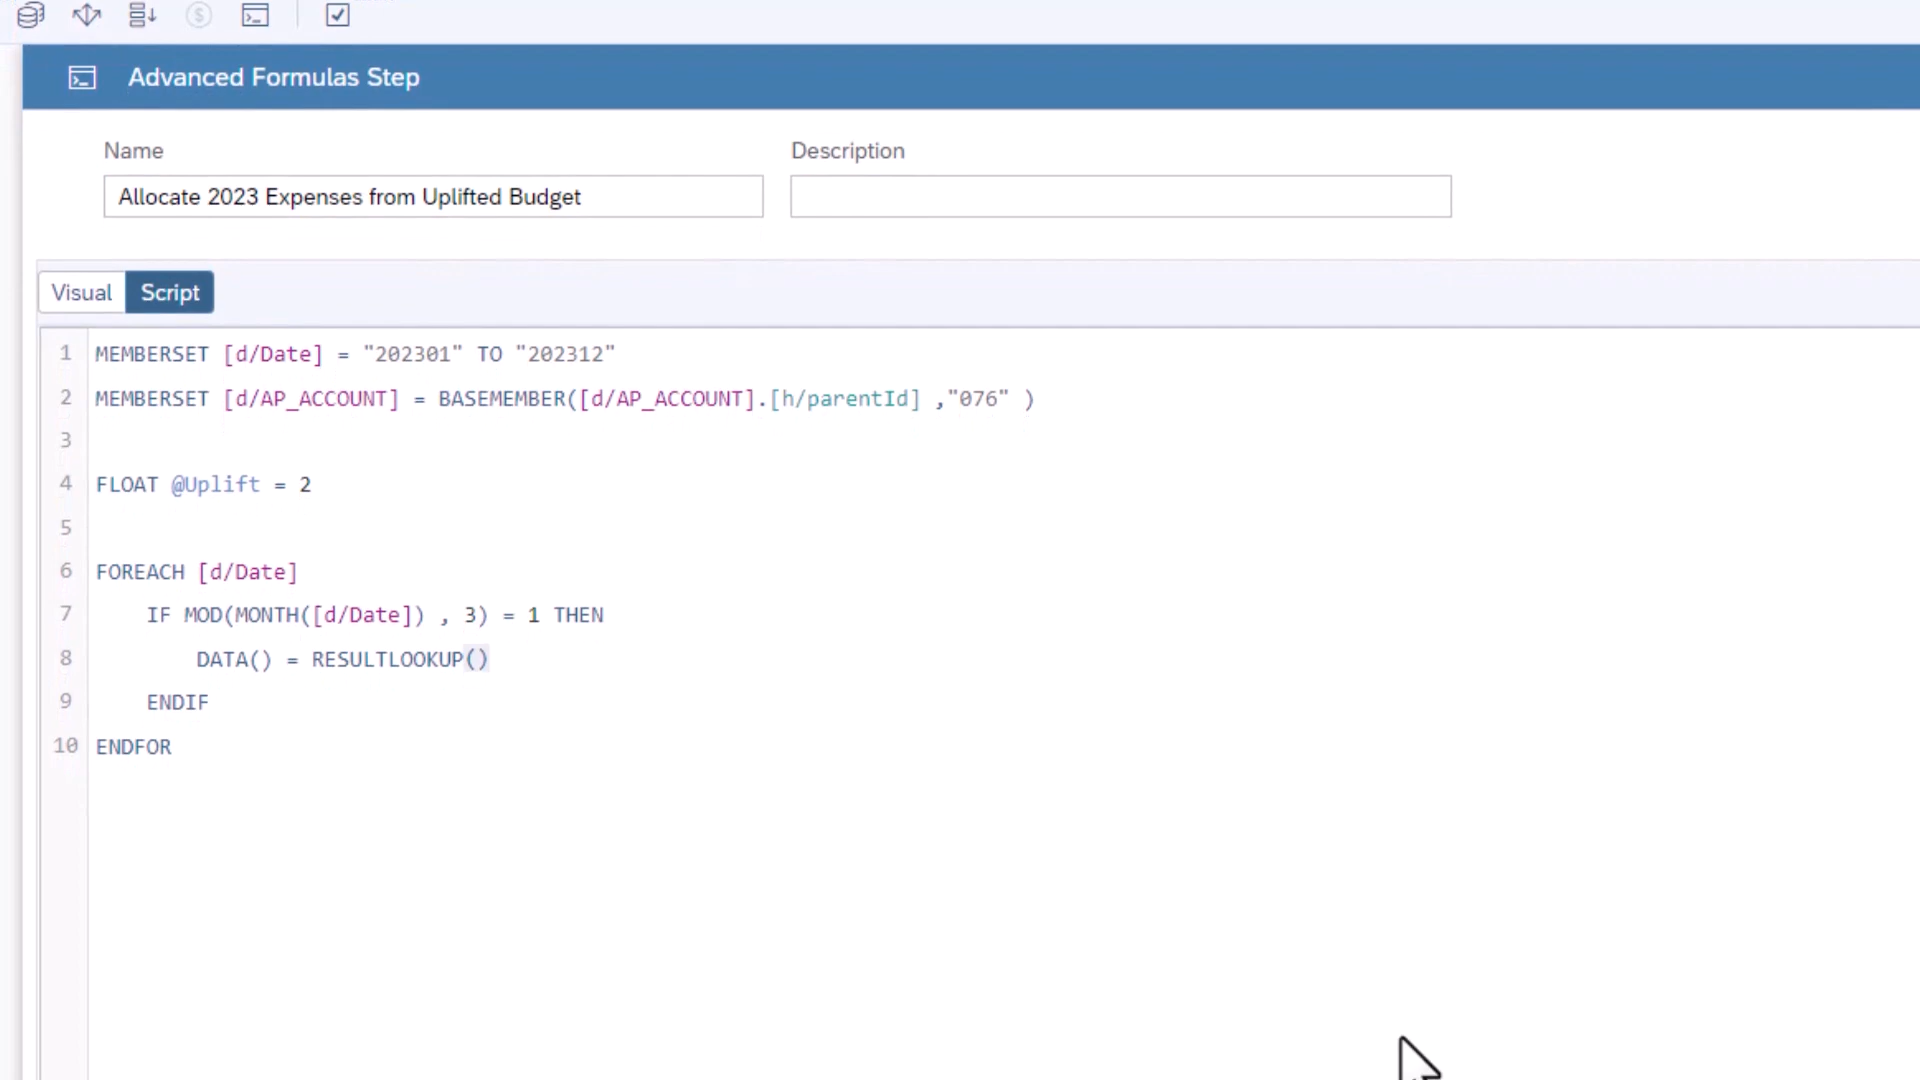 Advanced Formulas Step
Name
Description
Allocate 2023 Expenses from Uplifted Budget
Visual
Script
1 MEMBERSET [d/Date] = "202301" TO "202312"
2 MEMBERSET [d/AP_ACCOUNT] = BASEMEMBER([d/AP_ACCOUNT].[h/parentId] ,"076" )
3
4 FLOAT @Uplift = 2
5
6 FOREACH [d/Date]
7 IF MOD(MONTH([d/Date]) , 3) = 1 THEN
8 DATA() = RESULTLOOKUP()
9 ENDIF
10 ENDFOR